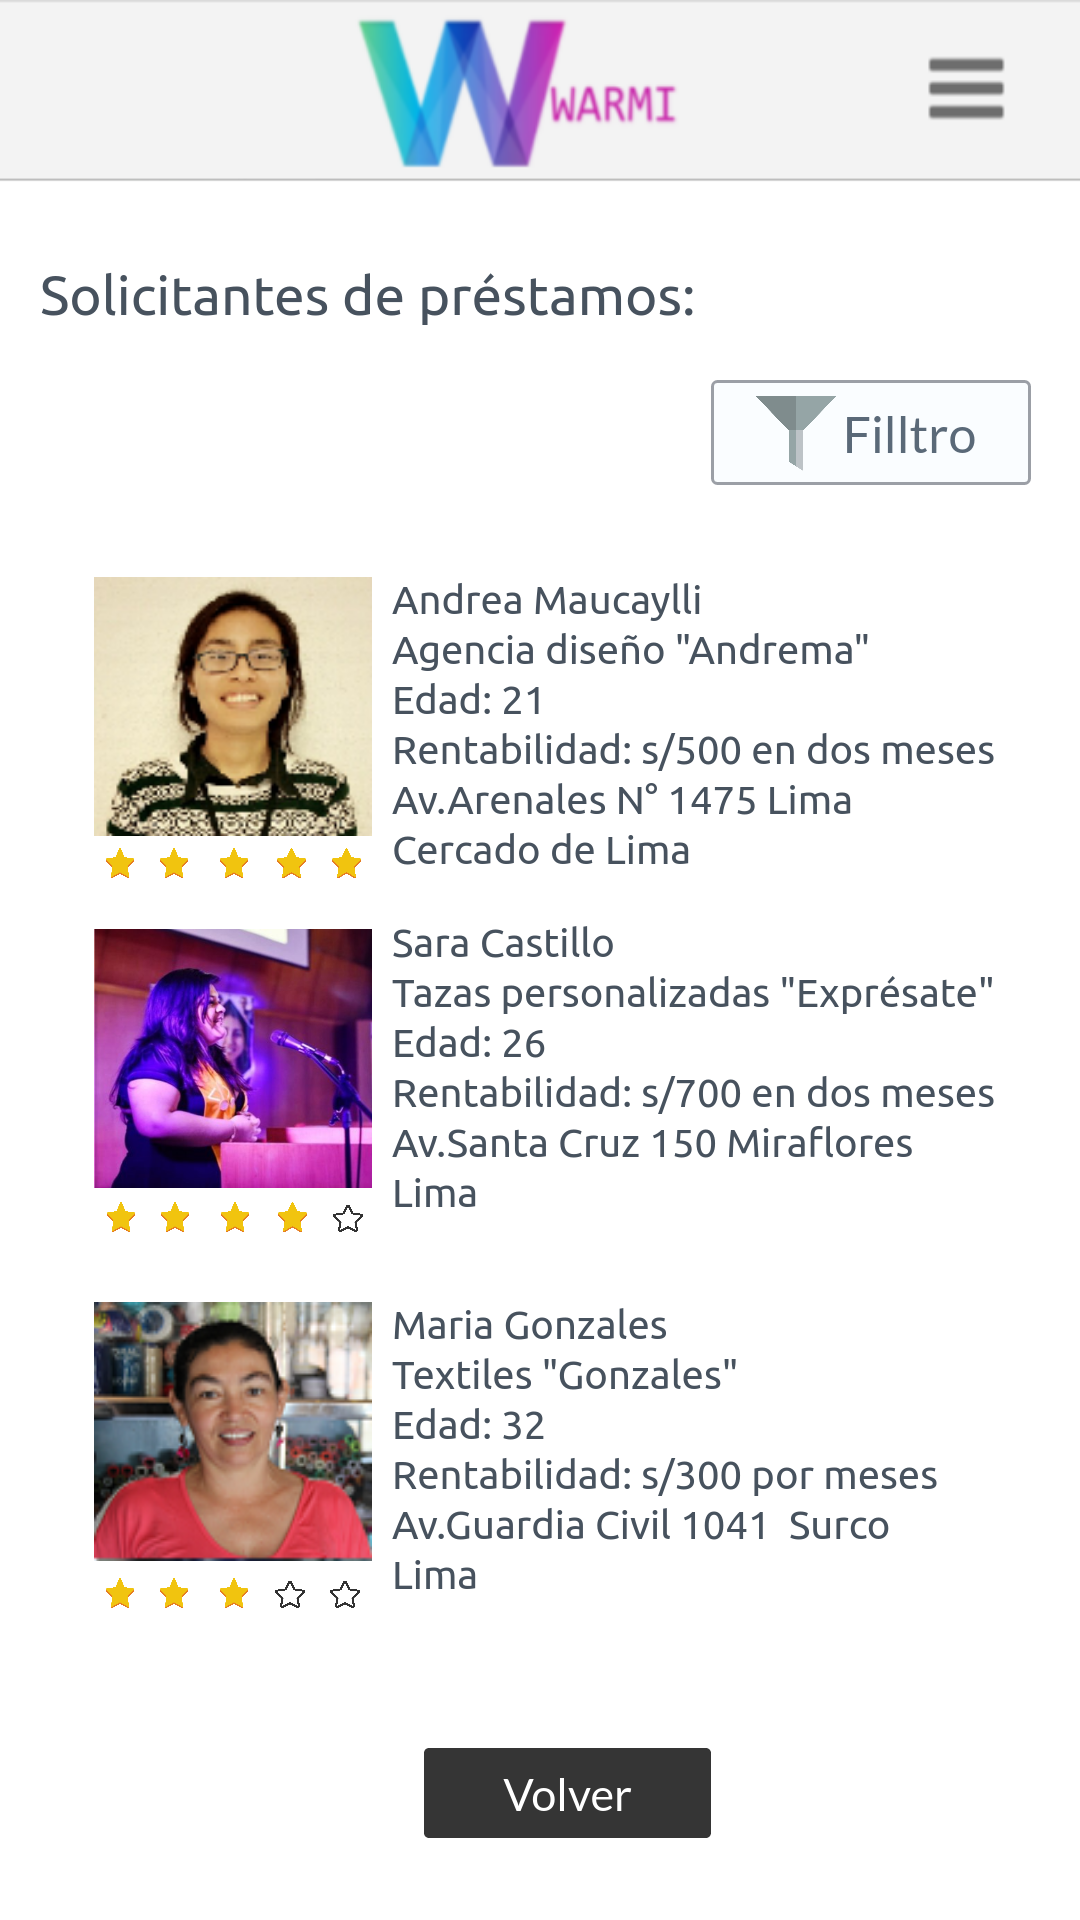 WARMI
Solicitantes de préstamos:
Filltro
Andrea Maucaylli
Agencia diseño "Andrema"
Edad: 21
Rentabilidad: s/500 en dos meses
Av.Arenales N° 1475 Lima
Cercado de Lima
Sara Castillo
Tazas personalizadas "Exprésate"
Edad: 26
Rentabilidad: s/700 en dos meses
Av.Santa Cruz 150 Miraflores
Lima
Maria Gonzales
Textiles "Gonzales"
Edad: 32
Rentabilidad: s/300 por meses
Av.Guardia Civil 1041  Surco
Lima
Volver